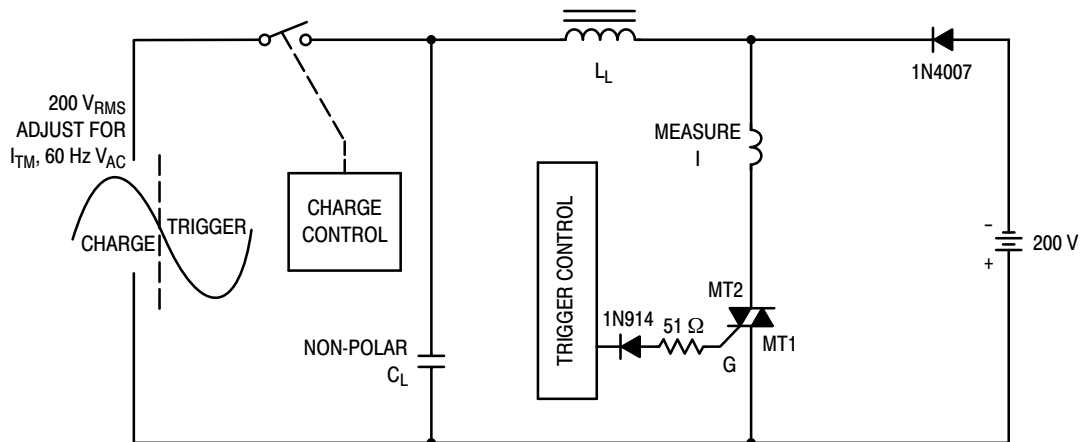 200 V_RMS
ADJUST FOR
I_TM, 60 Hz V_AC
CHARGE
TRIGGER
CHARGE
CONTROL
NON-POLAR
C_L
L_L
TRIGGER CONTROL
MEASURE
I
1N914
51 Ω
MT2
MT1
G
1N4007
-
+
200 V